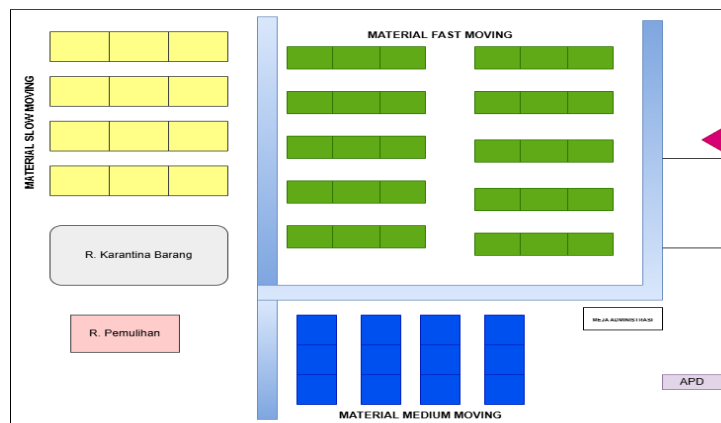 MATERIAL FAST MOVING
MATERIAL SLOW MOVING
R. Karantina Barang
R. Pemulihan
MEJA ADMINISTRASI
APD
MATERIAL MEDIUM MOVING